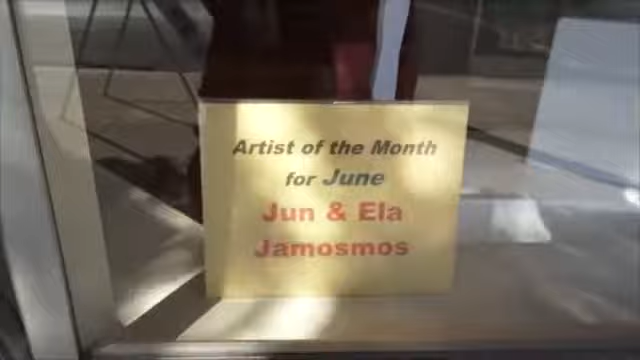 Artist of the Month
for June
Jun & Ela
Jamosmos